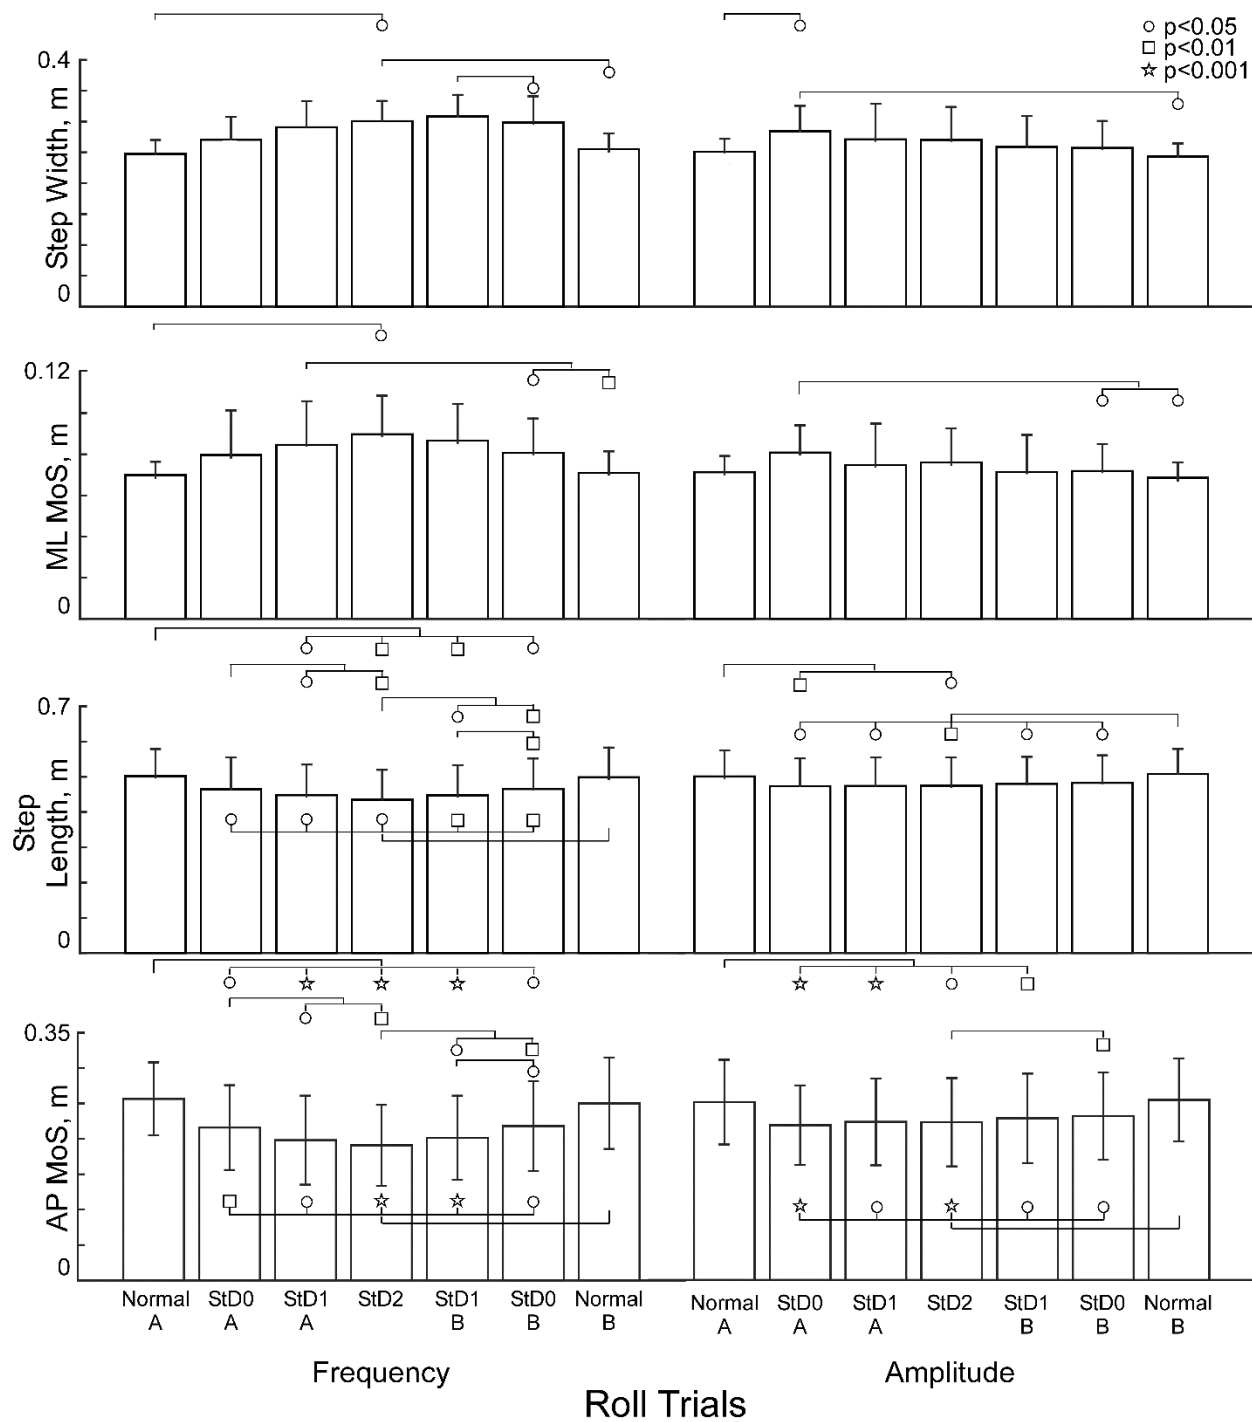 p<0.05
p<0.01
p<0.001
0.4
Step Width, m
0
0.12
ML MoS, m
0
0.7
Step
Length, m
0
0.35
AP MoS, m
0
Normal A
StD0 A
StD1 A
StD2
StD1 B
StD0 B
Normal B
Normal A
StD0 A
StD1 A
StD2
StD1 B
StD0 B
Normal B
Frequency
Amplitude
Roll Trials